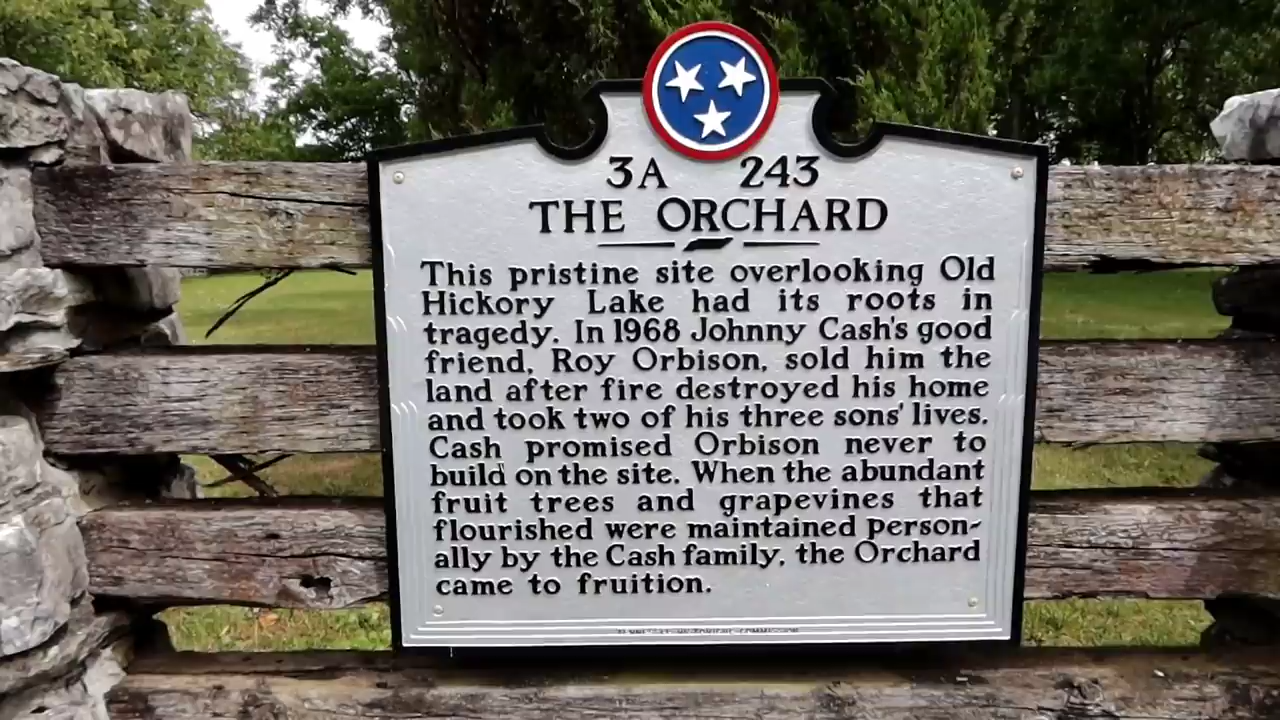 3A 243
THE ORCHARD
This pristine site overlooking Old
Hickory Lake had its roots in
tragedy. In 1968 Johnny Cash's good
friend, Roy Orbison, sold him the
land after fire destroyed his home
and took two of his three sons' lives.
Cash promised Orbison never to
build on the site. When the abundant
fruit trees and grapevines that
flourished were maintained person-
ally by the Cash family, the Orchard
came to fruition.